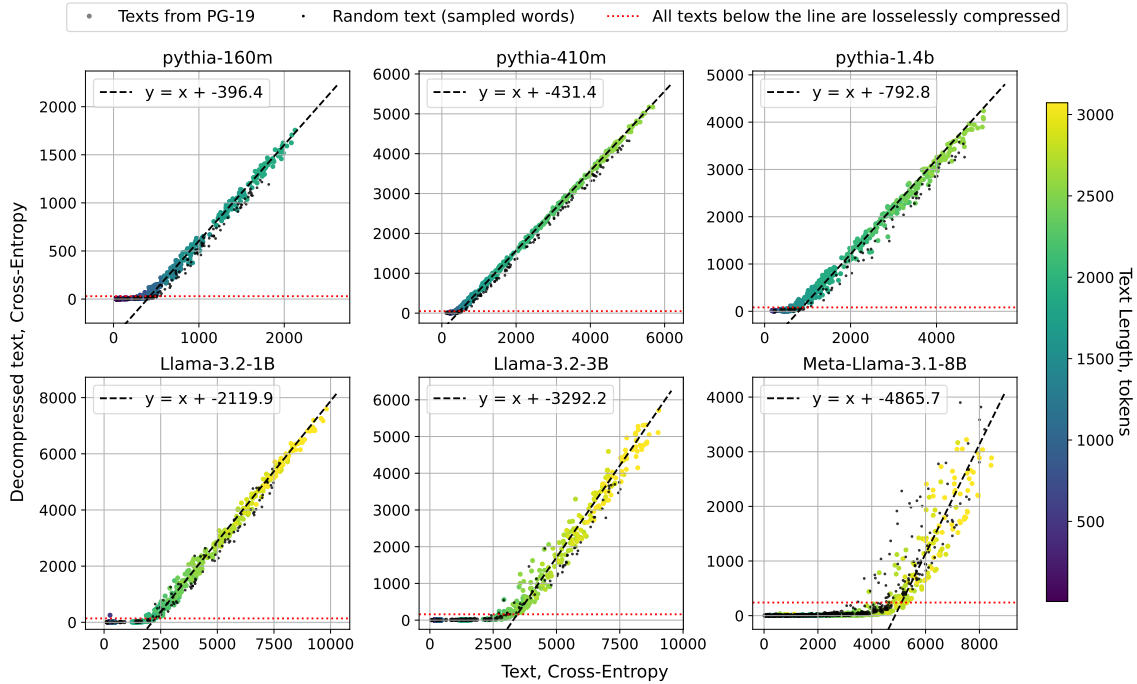 Texts from PG-19 Random text (sampled words) All texts below the line are losslessly compressed
pythia-160m pythia-410m pythia-1.4b
y = x + -396.4 y = x + -431.4 y = x + -792.8
2000
1500
1000
500
0
0 1000 2000
6000
5000
4000
3000
2000
1000
0
0 2000 4000 6000
5000
4000
3000
2000
1000
0
0 2000 4000
Llama-3.2-1B Llama-3.2-3B Meta-Llama-3.1-8B
y = x + -2119.9 y = x + -3292.2 y = x + -4865.7
8000
6000
4000
2000
0
0 2500 5000 7500 10000
6000
5000
4000
3000
2000
1000
0
0 2500 5000 7500 10000
4000
3000
2000
1000
0
0 2000 4000 6000 8000
Decompressed text, Cross-Entropy
Text, Cross-Entropy
3000
2500
2000
1500
1000
500
Text Length, tokens